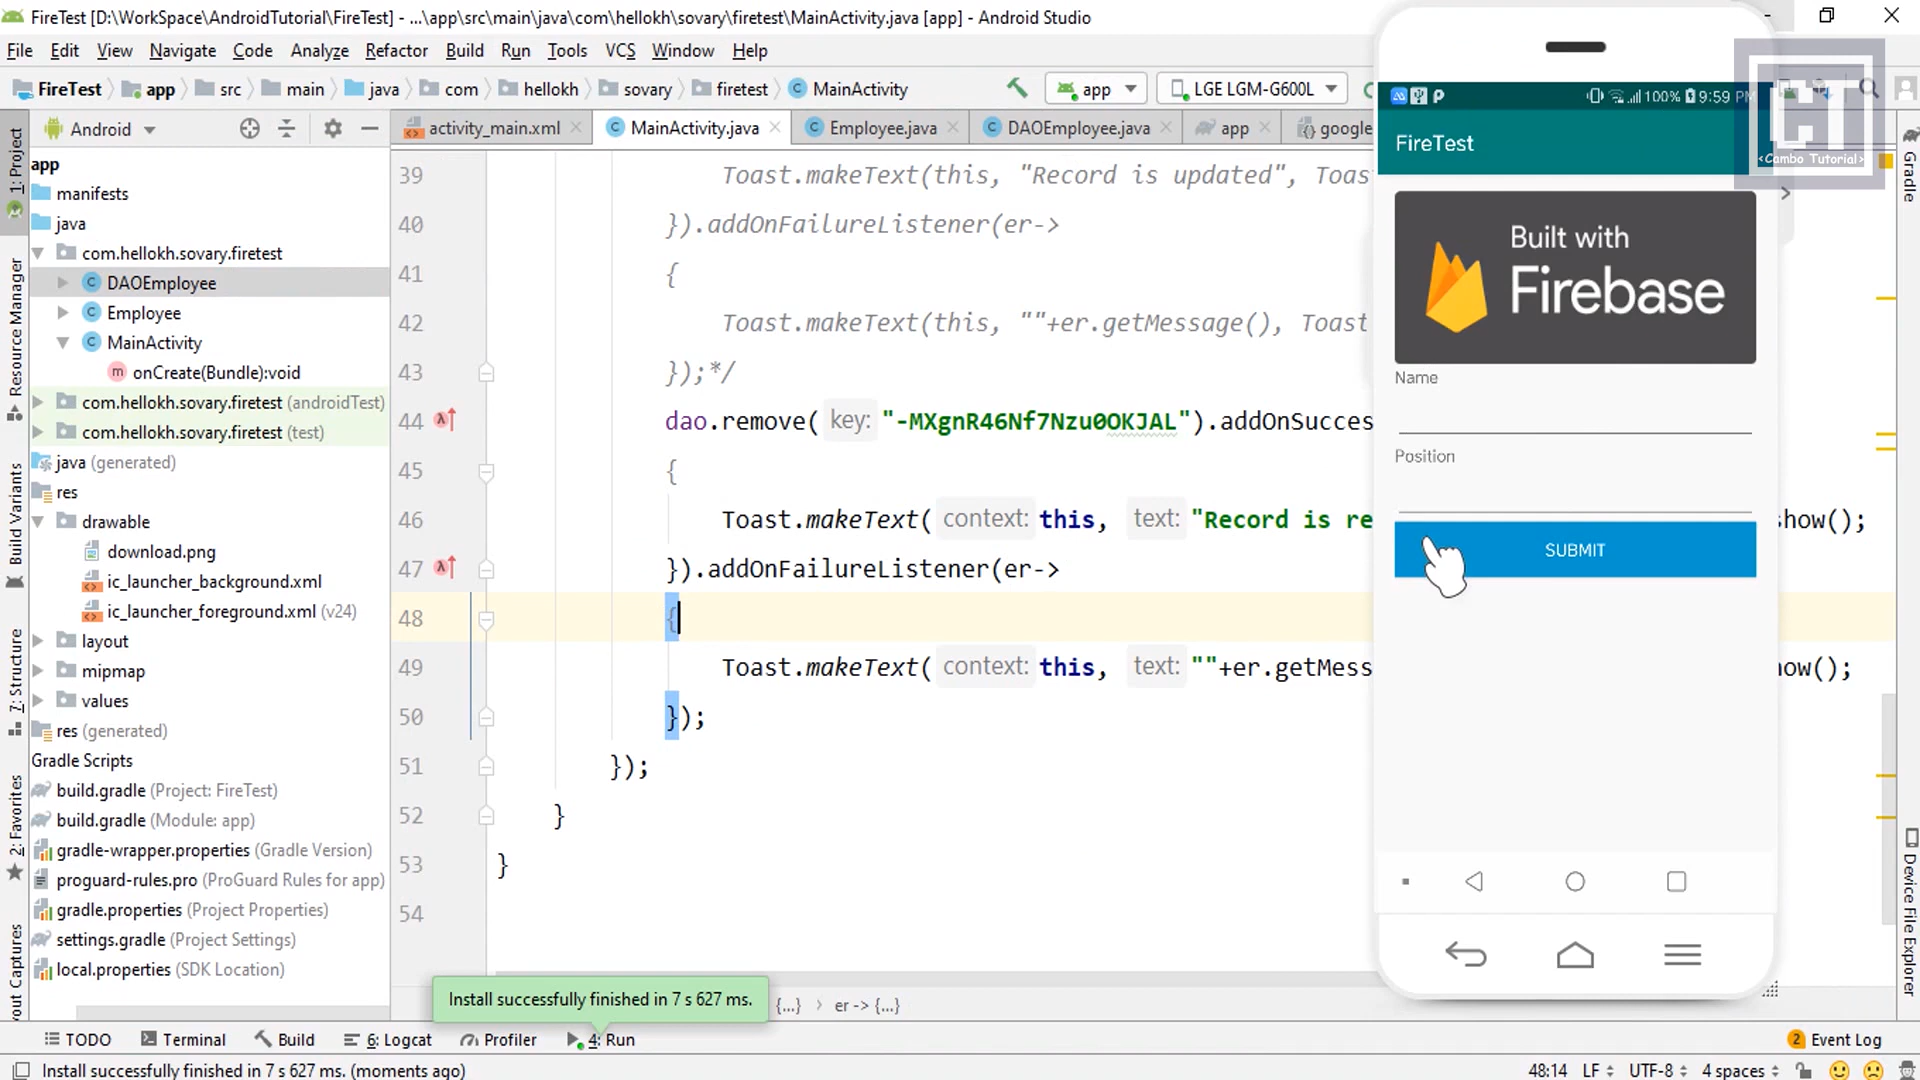 FireTest [D:\WorkSpace\AndroidTutorial\FireTest] - ...\app\src\main\java\com\hellokh\sovary\firetest\MainActivity.java [app] - Android Studio
File Edit View Navigate Code Analyze Refactor Build Run Tools VCS Window Help
FireTest app src main java com hellokh sovary firetest MainActivity app LGE LGM-G600L
Android activity_main.xml MainActivity.java Employee.java DAOEmployee.java app google
1: Project
Resource Manager
Build Variants
7: Structure
2: Favorites
Layout Captures
app
manifests
java
com.hellokh.sovary.firetest
DAOEmployee
Employee
MainActivity
onCreate(Bundle):void
com.hellokh.sovary.firetest (androidTest)
com.hellokh.sovary.firetest (test)
java (generated)
res
drawable
download.png
ic_launcher_background.xml
ic_launcher_foreground.xml (v24)
layout
mipmap
values
res (generated)
Gradle Scripts
build.gradle (Project: FireTest)
build.gradle (Module: app)
gradle-wrapper.properties (Gradle Version)
proguard-rules.pro (ProGuard Rules for app)
gradle.properties (Project Properties)
settings.gradle (Project Settings)
local.properties (SDK Location)
39 Toast.makeText(this, "Record is updated", Toas
40 }).addOnFailureListener(er->
41 {
42 Toast.makeText(this, ""+er.getMessage(), Toast
43 });*/
44 dao.remove( key: "-MXgnR46Nf7Nzu0OKJAL").addOnSucces
45 {
46 Toast.makeText( context: this, text: "Record is re how();
47 }).addOnFailureListener(er->
48 {
49 Toast.makeText( context: this, text: ""+er.getMess how();
50 });
51 });
52 }
53 }
54
{...} er -> {...}
Install successfully finished in 7 s 627 ms.
100% 9:59 PM
FireTest
Built with
Firebase
Name
Position
SUBMIT
CT
<Cambo Tutorial>
Gradle
Device File Explorer
TODO Terminal Build 6: Logcat Profiler 4: Run 2 Event Log
Install successfully finished in 7 s 627 ms. (moments ago) 48:14 LF UTF-8 4 spaces